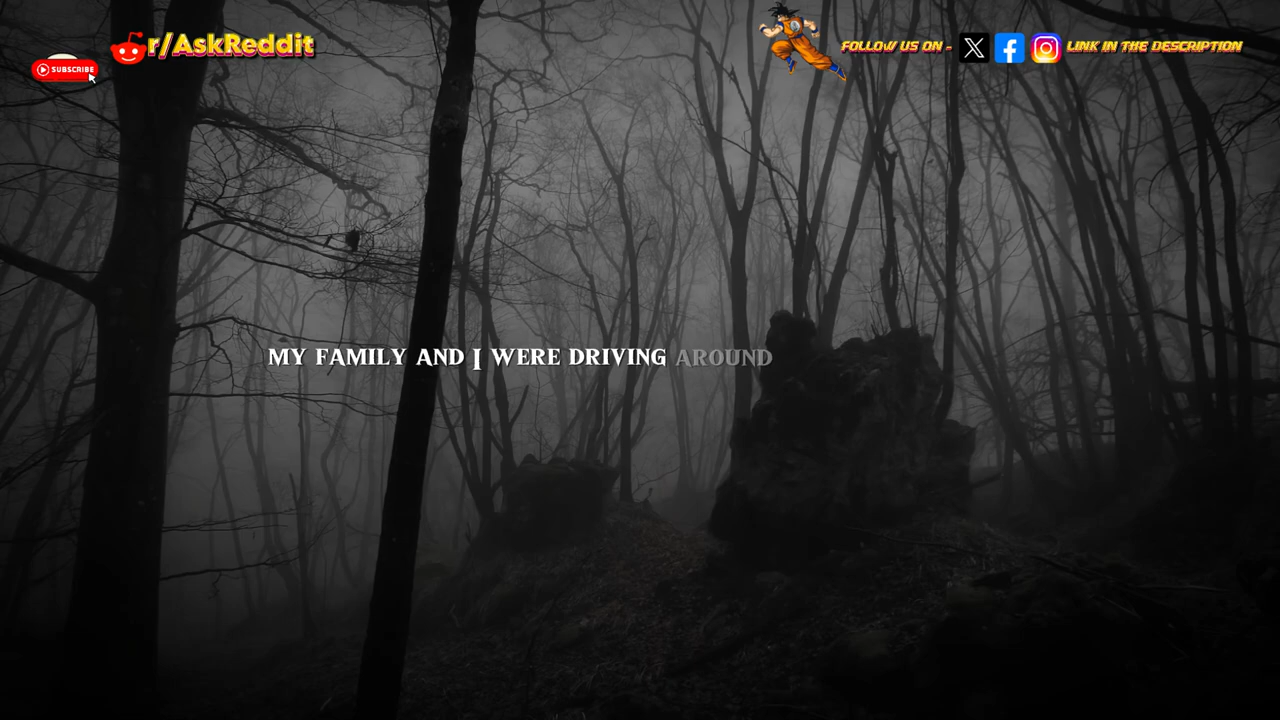 r/AskReddit
SUBSCRIBE
FOLLOW US ON -
LINK IN THE DESCRIPTION
MY FAMILY AND I WERE DRIVING AROUND